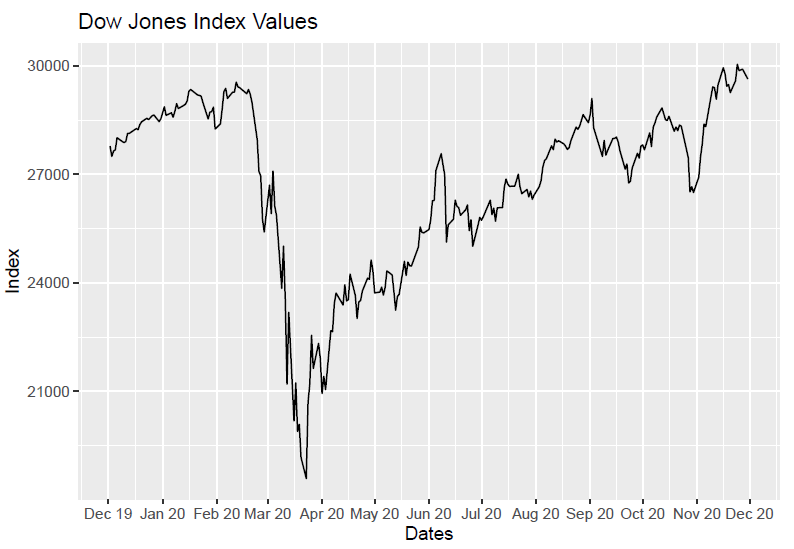 Dow Jones Index Values
30000
27000
24000
21000
Index
Dec 19 Jan 20 Feb 20 Mar 20 Apr 20 May 20 Jun 20 Jul 20 Aug 20 Sep 20 Oct 20 Nov 20 Dec 20
Dates